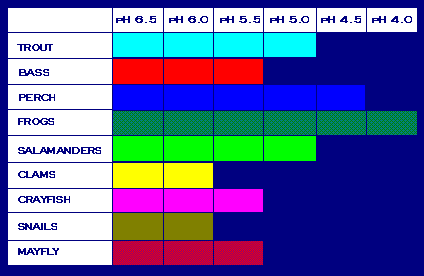 pH 6.5 pH 6.0 pH 5.5 pH 5.0 pH 4.5 pH 4.0
TROUT
BASS
PERCH
FROGS
SALAMANDERS
CLAMS
CRAYFISH
SNAILS
MAYFLY